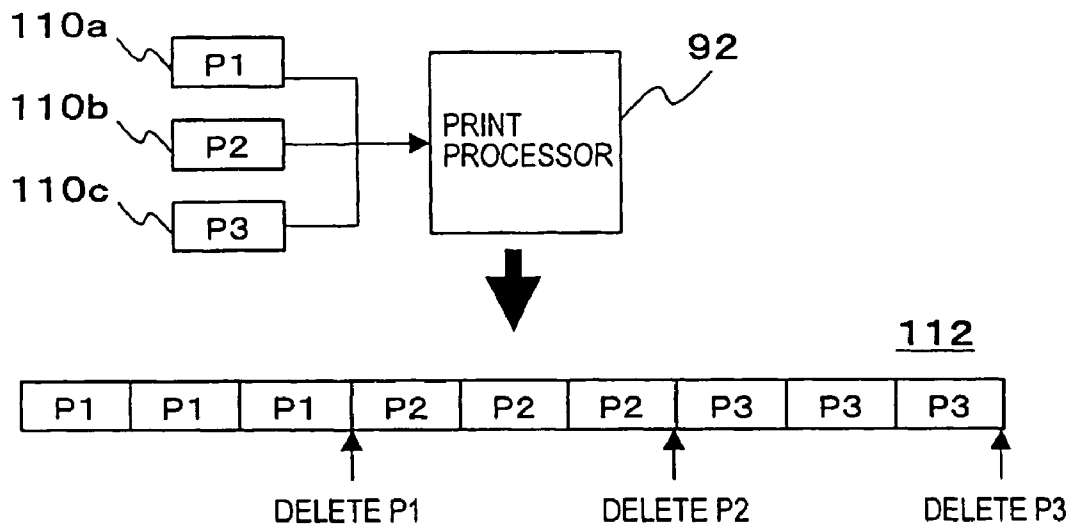 110a
P1
92
110b
P2
PRINT
PROCESSOR
110c
P3
112
P1 P1 P1 P2 P2 P2 P3 P3 P3
DELETE P1 DELETE P2 DELETE P3